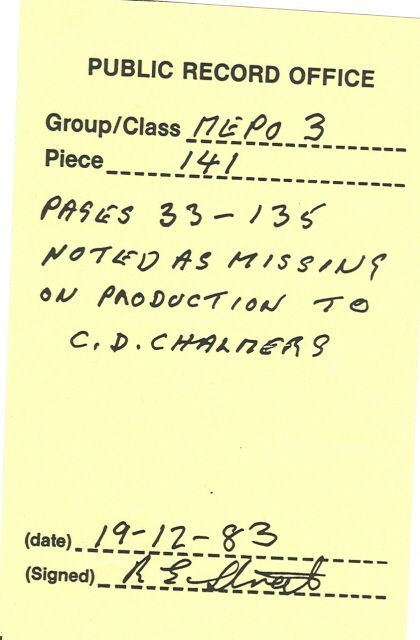 PUBLIC RECORD OFFICE
Group/Class MEPO 3
Piece 141
PAGES 33-135
NOTED AS MISSING
ON PRODUCTION TO
C.D. CHALMERS
(date) 19-12-83
(Signed) R E